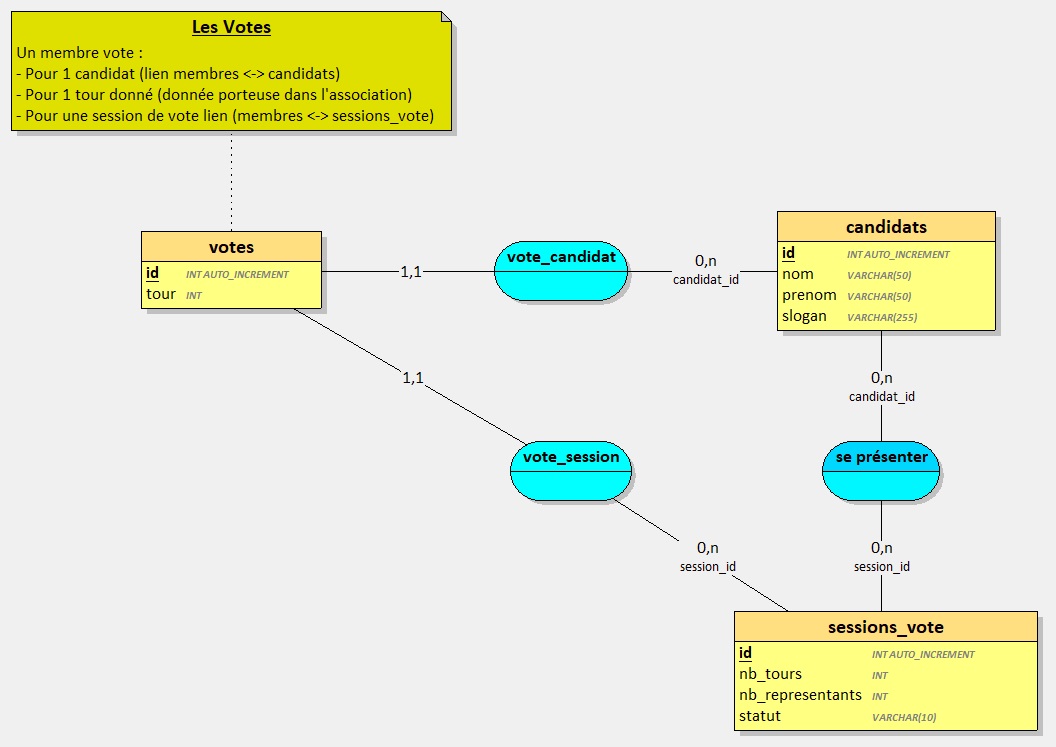 Les Votes
Un membre vote :
- Pour 1 candidat (lien membres <-> candidats)
- Pour 1 tour donné (donnée porteuse dans l'association)
- Pour une session de vote lien (membres <-> sessions_vote)
votes
id INT AUTO_INCREMENT
tour INT
1,1
vote_candidat
0,n
candidat_id
candidats
id INT AUTO_INCREMENT
nom VARCHAR(50)
prenom VARCHAR(50)
slogan VARCHAR(255)
1,1
0,n
candidat_id
vote_session
se présenter
0,n
session_id
0,n
session_id
sessions_vote
id INT AUTO_INCREMENT
nb_tours INT
nb_representants INT
statut VARCHAR(10)